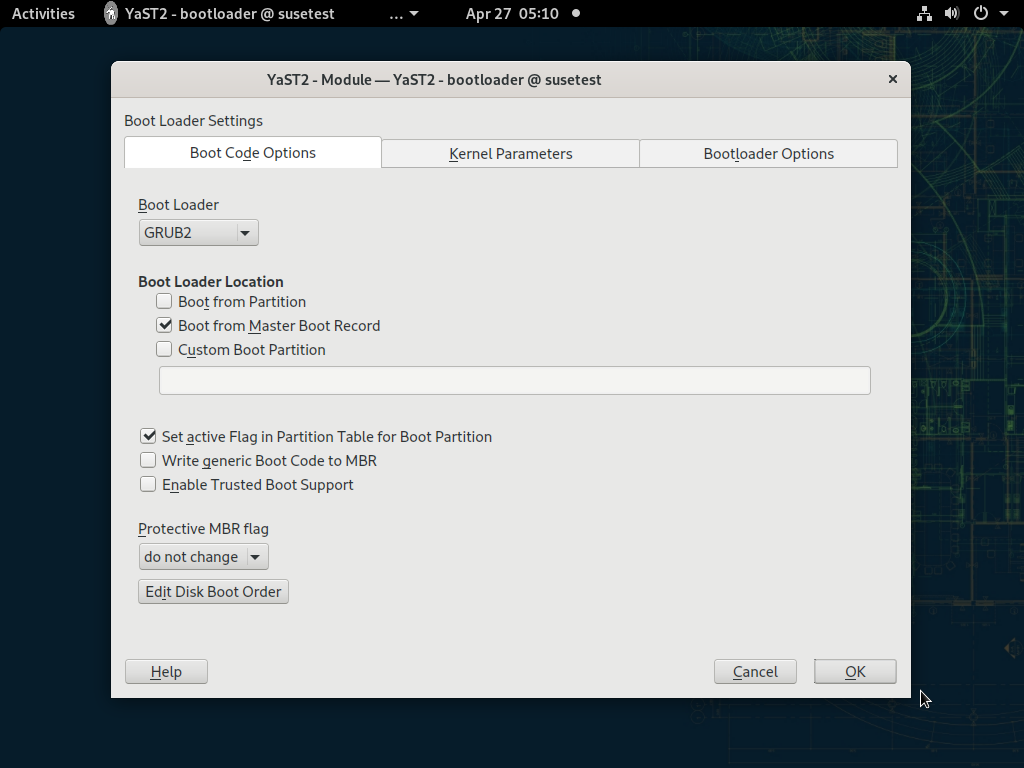 Activities YaST2 - bootloader @ susetest ... Apr 27 05:10
YaST2 - Module — YaST2 - bootloader @ susetest
Boot Loader Settings
Boot Code Options Kernel Parameters Bootloader Options
Boot Loader
GRUB2
Boot Loader Location
Boot from Partition
Boot from Master Boot Record
Custom Boot Partition
Set active Flag in Partition Table for Boot Partition
Write generic Boot Code to MBR
Enable Trusted Boot Support
Protective MBR flag
do not change
Edit Disk Boot Order
Help Cancel OK